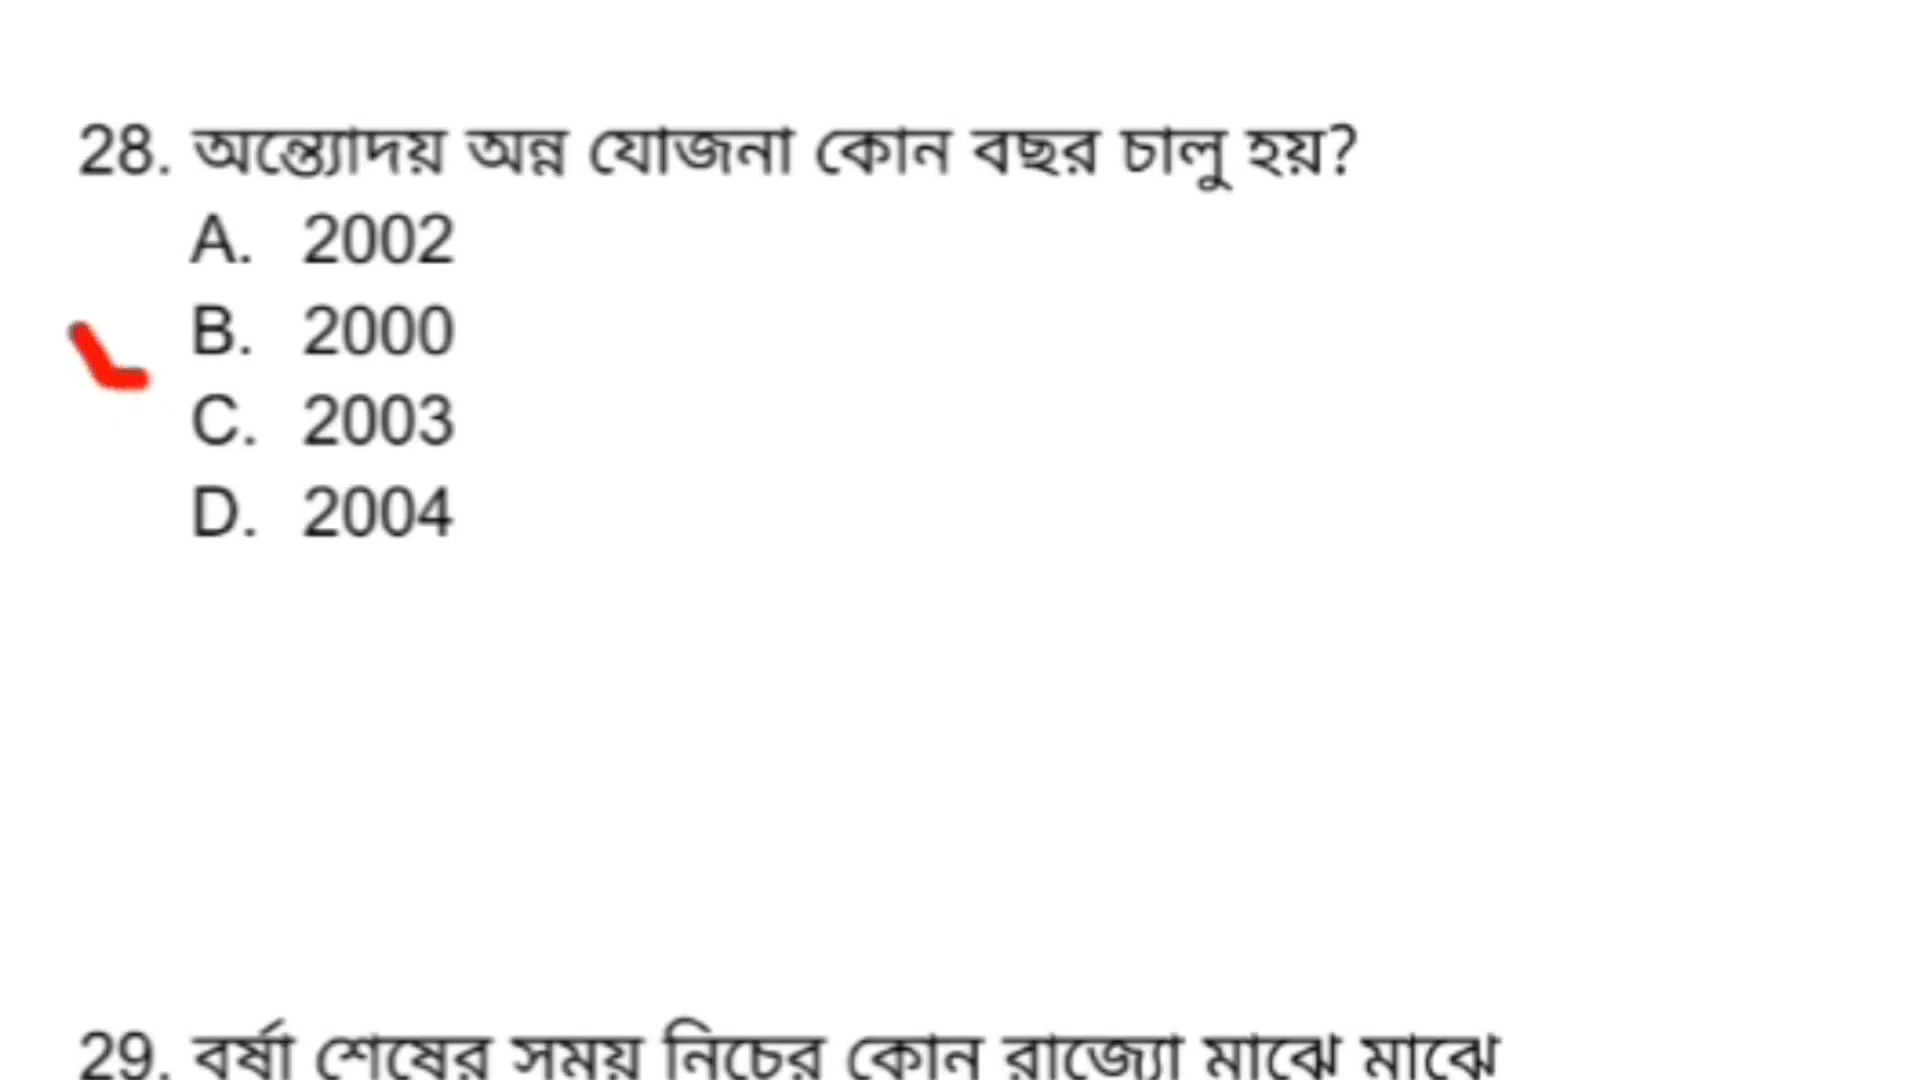 28. অন্ত্যোদয় অন্ন যোজনা কোন বছর চালু হয়?
A. 2002
B. 2000
C. 2003
D. 2004
29. বর্ষা শেষের সময় নিচের কোন রাজ্যে মাঝে মাঝে